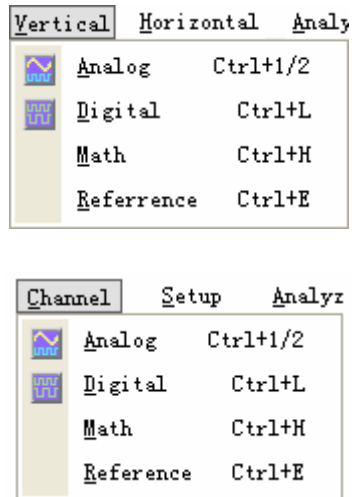 Vertical Horizontal Analy
Analog Ctrl+1/2
Digital Ctrl+L
Math Ctrl+H
Referrence Ctrl+E
Channel Setup Analyz
Analog Ctrl+1/2
Digital Ctrl+L
Math Ctrl+H
Reference Ctrl+E